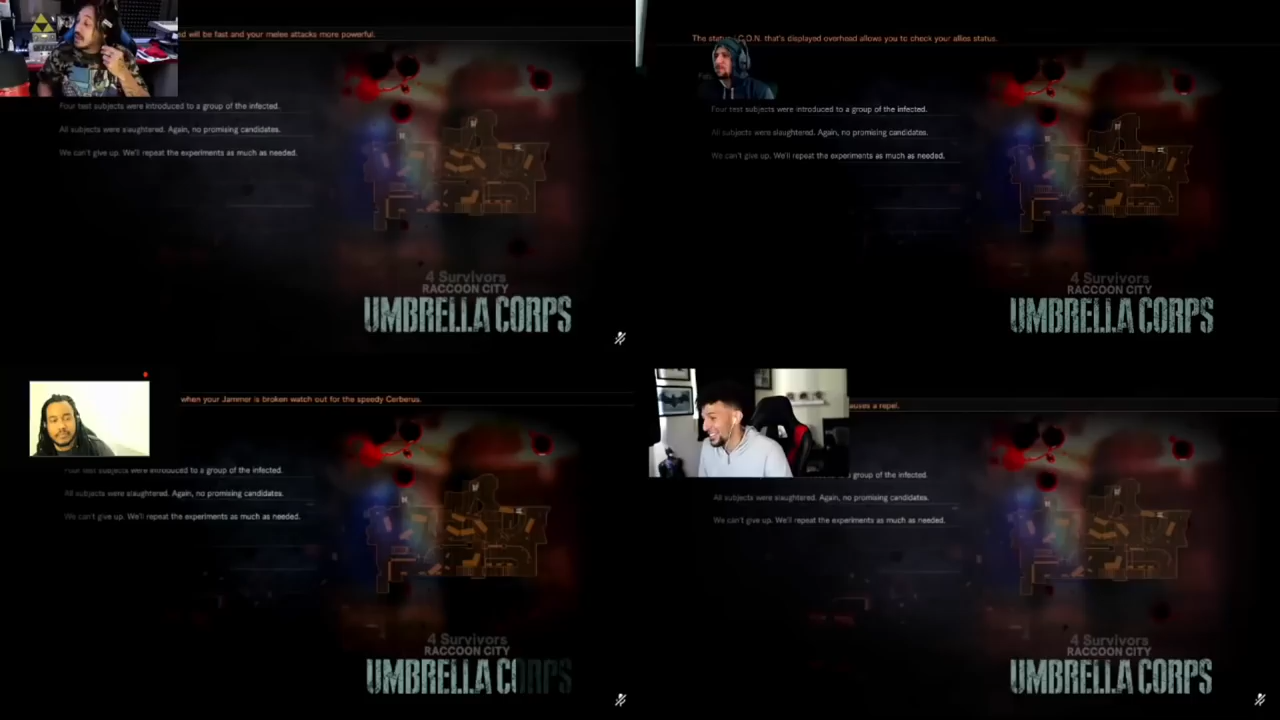 d will be fast and your melee attacks more powerful.
Four test subjects were introduced to a group of the infected.
All subjects were slaughtered. Again, no promising candidates.
We can't give up. We'll repeat the experiments as much as needed.
4 Survivors
RACCOON CITY
UMBRELLA CORPS
The status I.C.O.N. that's displayed overhead allows you to check your allies status.
Four test subjects were introduced to a group of the infected.
All subjects were slaughtered. Again, no promising candidates.
We can't give up. We'll repeat the experiments as much as needed.
4 Survivors
RACCOON CITY
UMBRELLA CORPS
when your Jammer is broken watch out for the speedy Cerberus.
Four test subjects were introduced to a group of the infected.
All subjects were slaughtered. Again, no promising candidates.
We can't give up. We'll repeat the experiments as much as needed.
4 Survivors
RACCOON CITY
UMBRELLA CORPS
auses a repel.
to a group of the infected.
All subjects were slaughtered. Again, no promising candidates.
We can't give up. We'll repeat the experiments as much as needed.
4 Survivors
RACCOON CITY
UMBRELLA CORPS